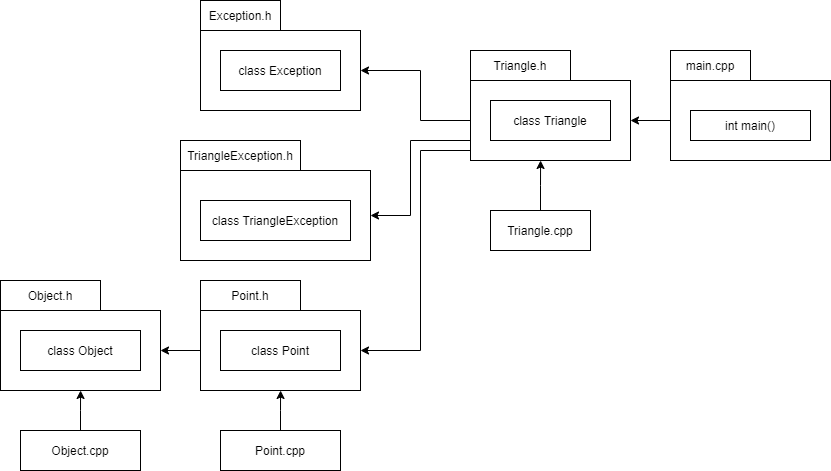 Exception.h
class Exception
Triangle.h
class Triangle
main.cpp
int main()
TriangleException.h
class TriangleException
Triangle.cpp
Object.h
class Object
Point.h
class Point
Object.cpp
Point.cpp